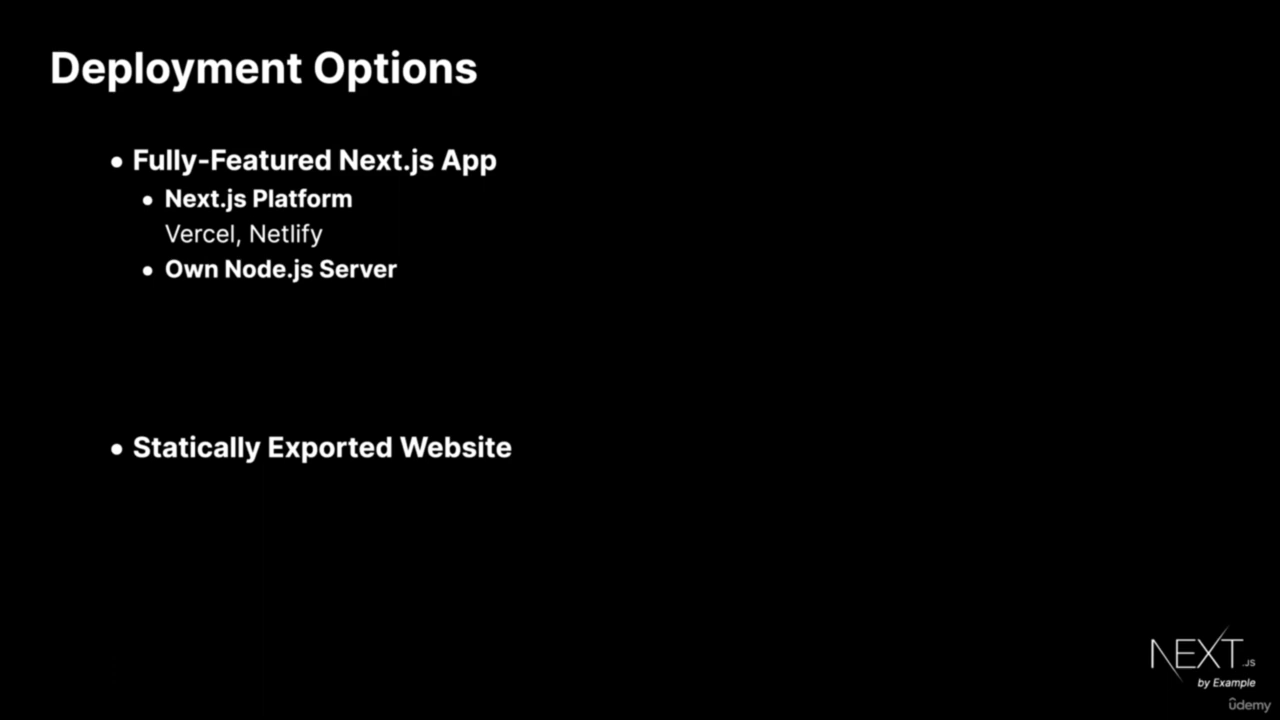 Deployment Options
• Fully-Featured Next.js App
• Next.js Platform
Vercel, Netlify
• Own Node.js Server
• Statically Exported Website
NEXT.JS
by Example
ûdemy